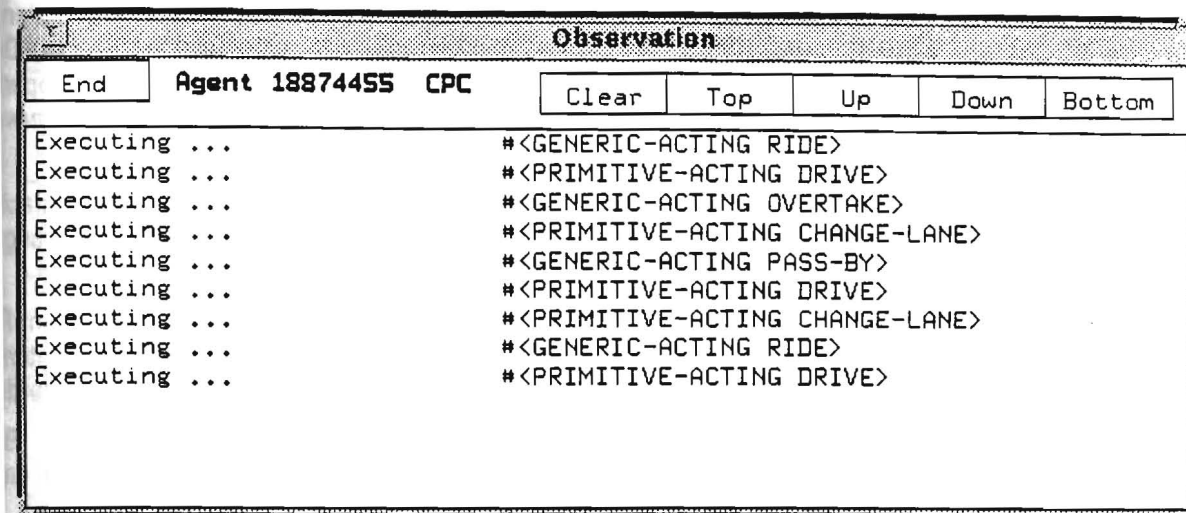 Observation
End Agent 18874455 CPC Clear Top Up Down Bottom
Executing ... #<GENERIC-ACTING RIDE>
Executing ... #<PRIMITIVE-ACTING DRIVE>
Executing ... #<GENERIC-ACTING OVERTAKE>
Executing ... #<PRIMITIVE-ACTING CHANGE-LANE>
Executing ... #<GENERIC-ACTING PASS-BY>
Executing ... #<PRIMITIVE-ACTING DRIVE>
Executing ... #<PRIMITIVE-ACTING CHANGE-LANE>
Executing ... #<GENERIC-ACTING RIDE>
Executing ... #<PRIMITIVE-ACTING DRIVE>